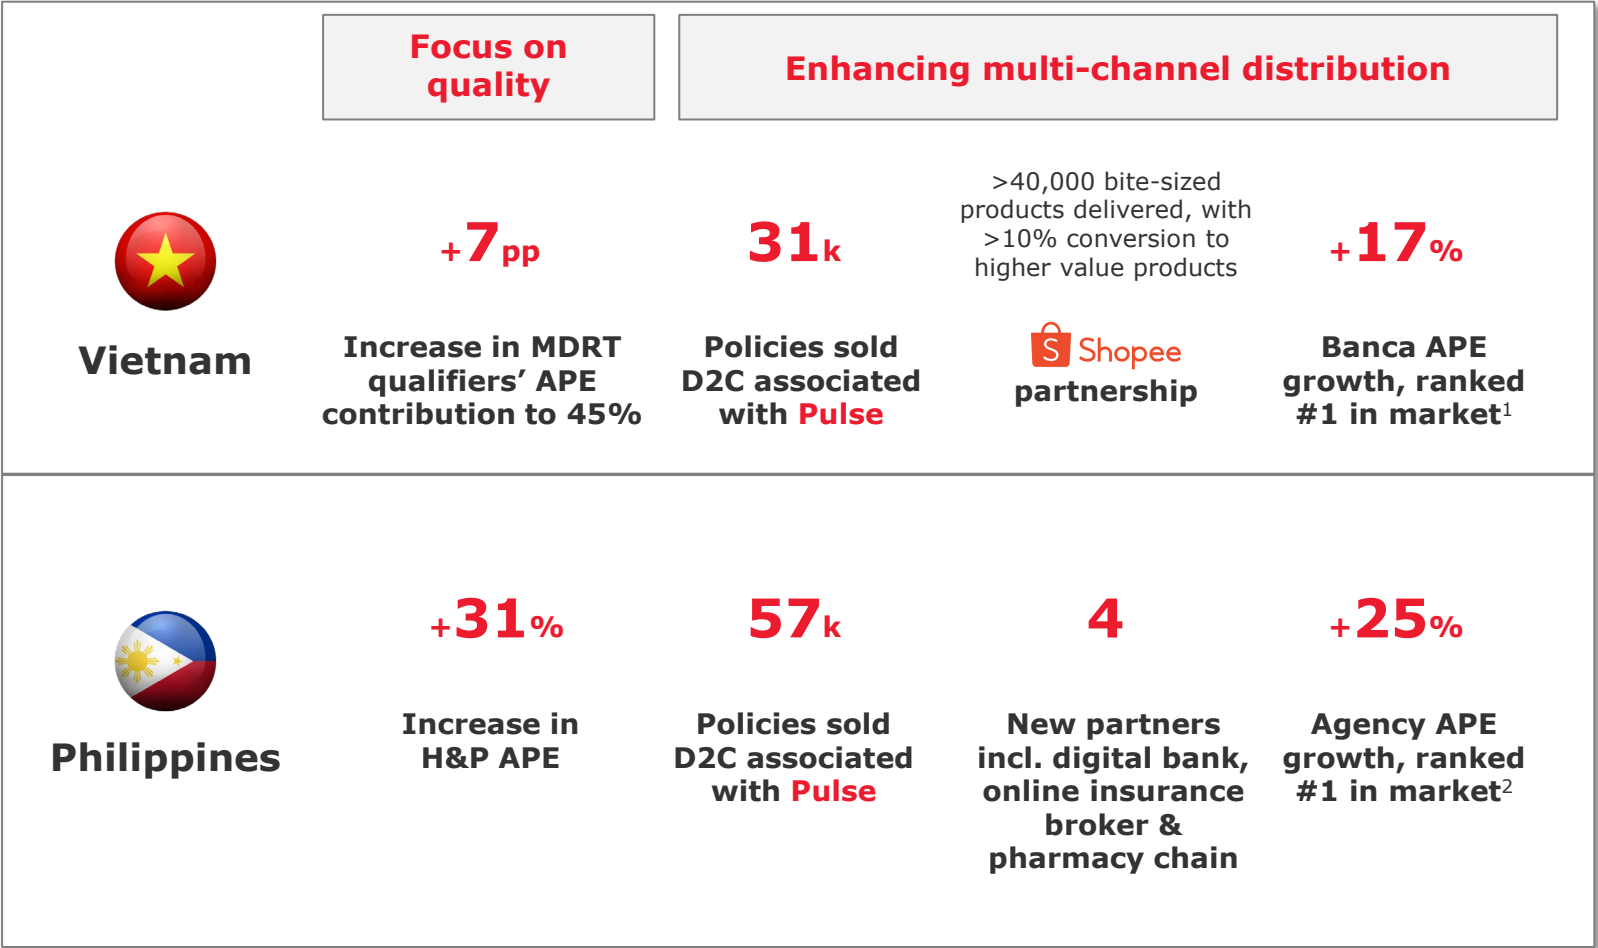 Focus on
quality
Enhancing multi-channel distribution
Vietnam
+7pp
Increase in MDRT
qualifiers’ APE
contribution to 45%
31k
Policies sold
D2C associated
with Pulse
>40,000 bite-sized
products delivered, with
>10% conversion to
higher value products
S Shopee
partnership
+17%
Banca APE
growth, ranked
#1 in market1
Philippines
+31%
Increase in
H&P APE
57k
Policies sold
D2C associated
with Pulse
4
New partners
incl. digital bank,
online insurance
broker &
pharmacy chain
+25%
Agency APE
growth, ranked
#1 in market2